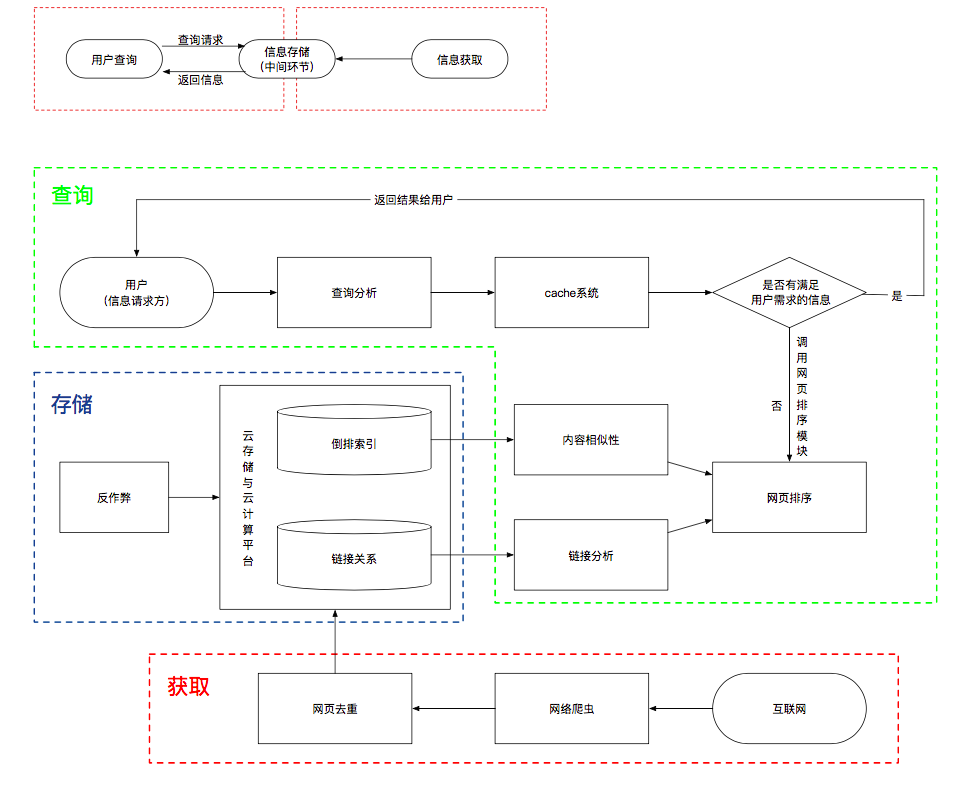 用户查询
查询请求
返回信息
信息存储
（中间环节）
信息获取
查询
返回结果给用户
用户
（信息请求方）
查询分析
cache系统
是否有满足
用户需求的信息
是
否
调用网页排序模块
存储
反作弊
云存储与云计算平台
倒排索引
链接关系
内容相似性
链接分析
网页排序
获取
网页去重
网络爬虫
互联网